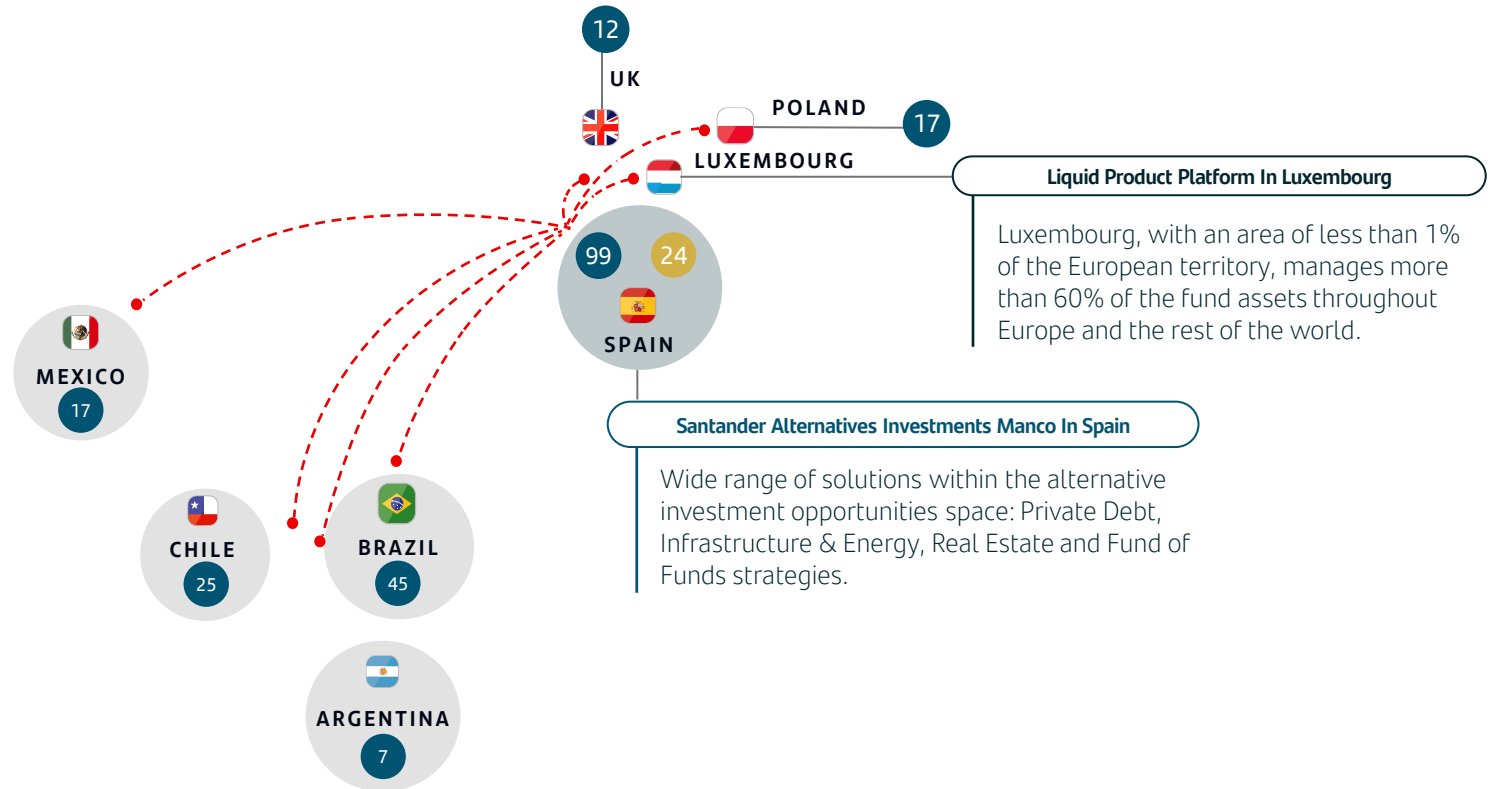 12
UK
POLAND
17
LUXEMBOURG
Liquid Product Platform In Luxembourg
Luxembourg, with an area of less than 1%
of the European territory, manages more
than 60% of the fund assets throughout
Europe and the rest of the world.
99
24
SPAIN
Santander Alternatives Investments Manco In Spain
Wide range of solutions within the alternative
investment opportunities space: Private Debt,
Infrastructure & Energy, Real Estate and Fund of
Funds strategies.
MEXICO
17
CHILE
25
BRAZIL
45
ARGENTINA
7